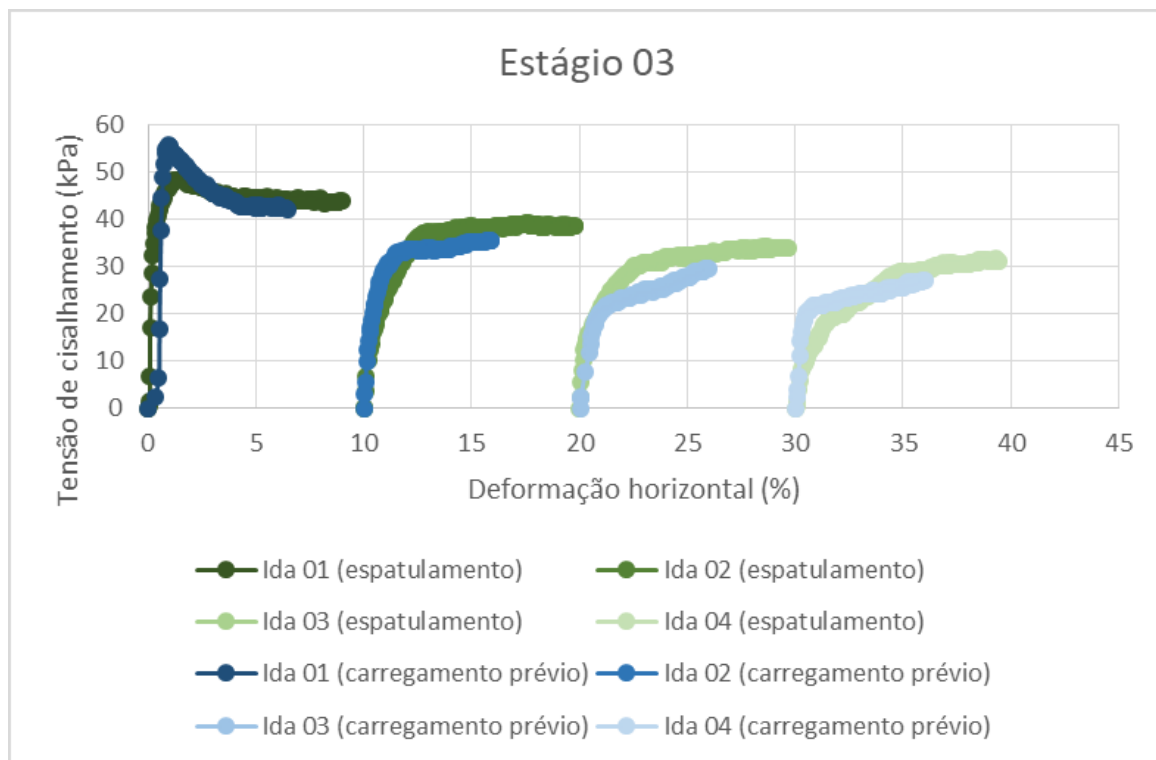 Estágio 03
Tensão de cisalhamento (kPa)
60
50
40
30
20
10
0
0 5 10 15 20 25 30 35 40 45
Deformação horizontal (%)
Ida 01 (espatulamento) Ida 02 (espatulamento)
Ida 03 (espatulamento) Ida 04 (espatulamento)
Ida 01 (carregamento prévio) Ida 02 (carregamento prévio)
Ida 03 (carregamento prévio) Ida 04 (carregamento prévio)